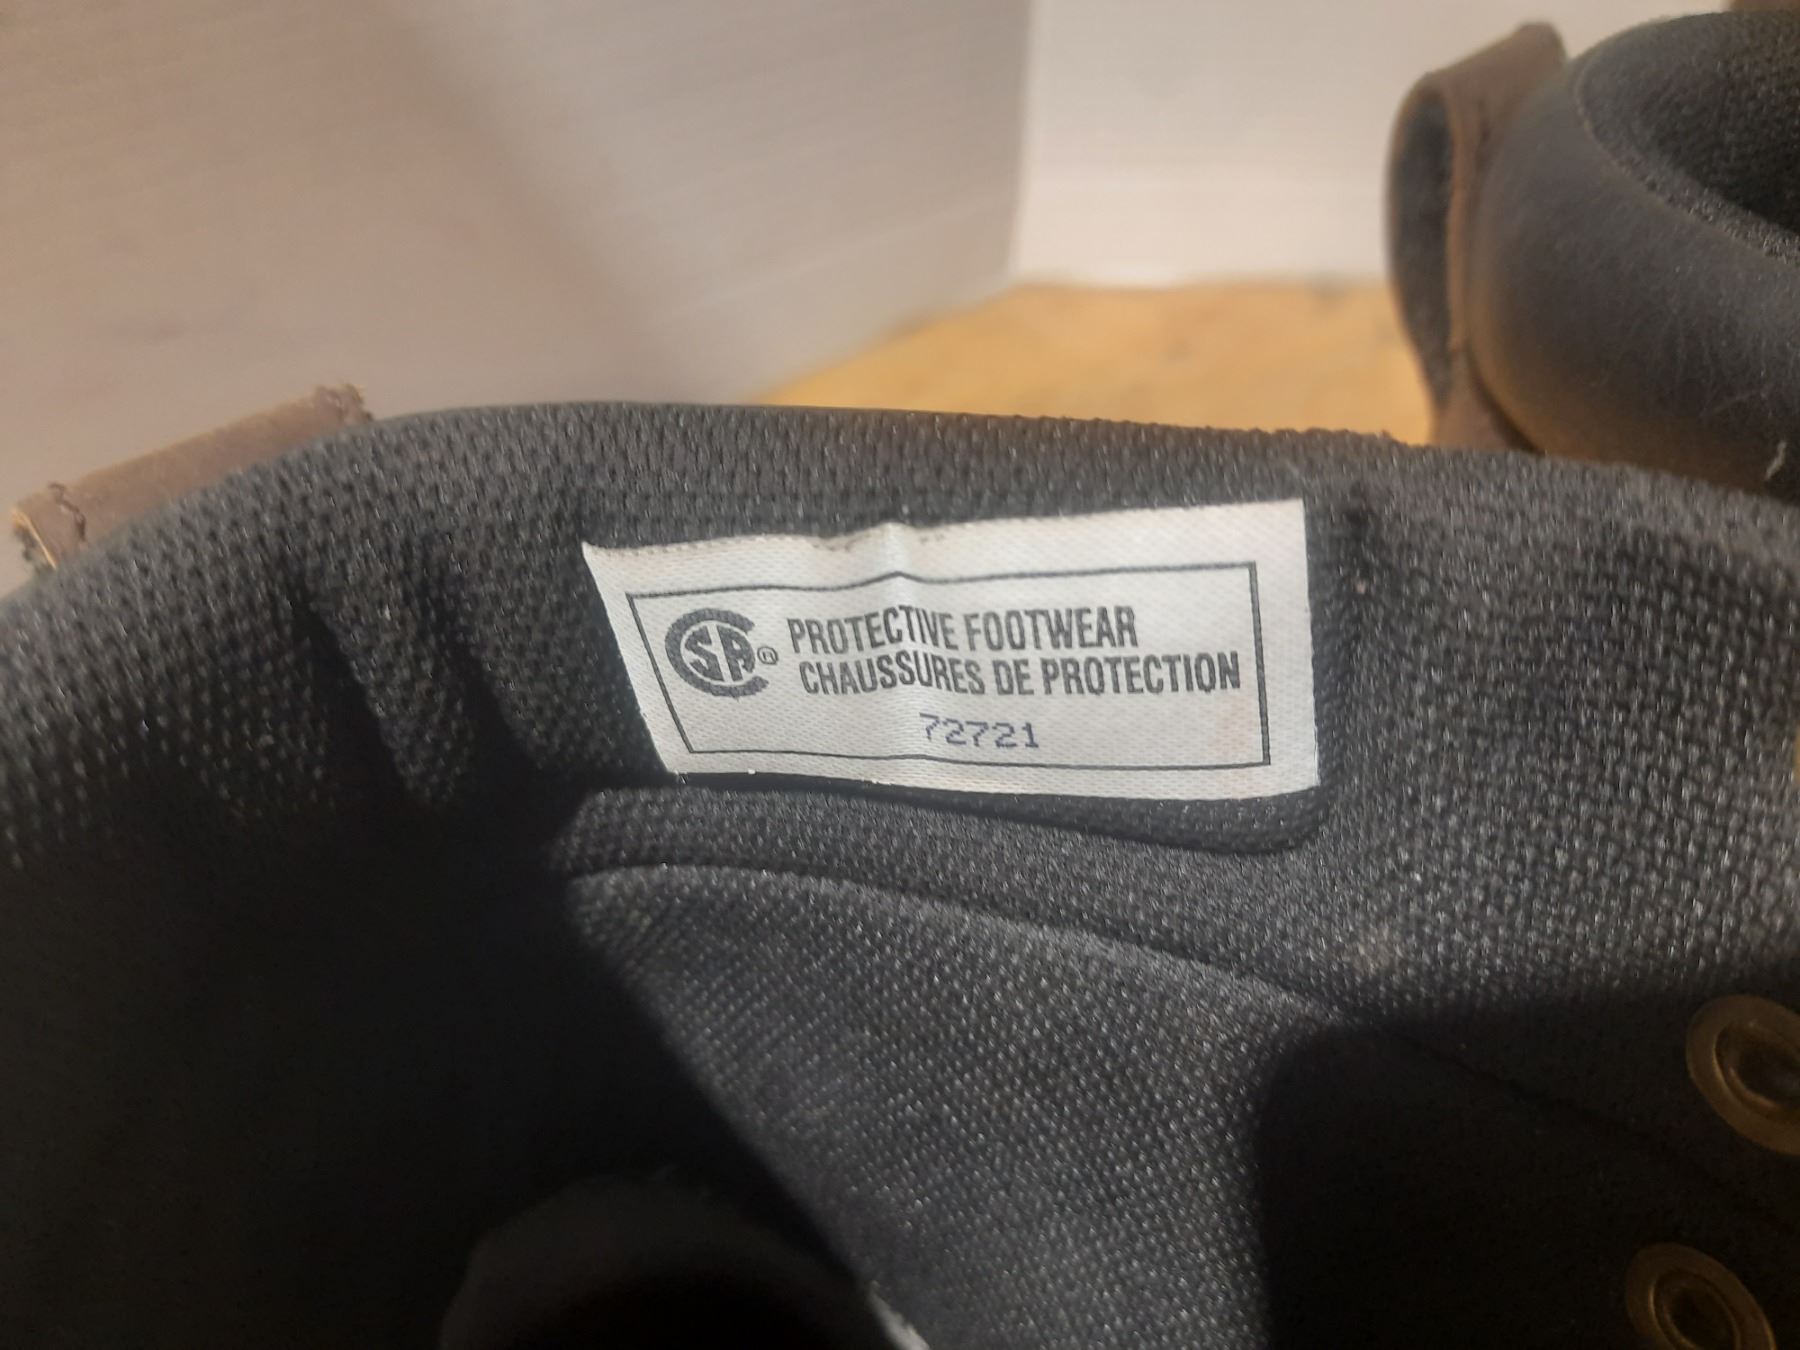 CSA® PROTECTIVE FOOTWEAR
CHAUSSURES DE PROTECTION
72721